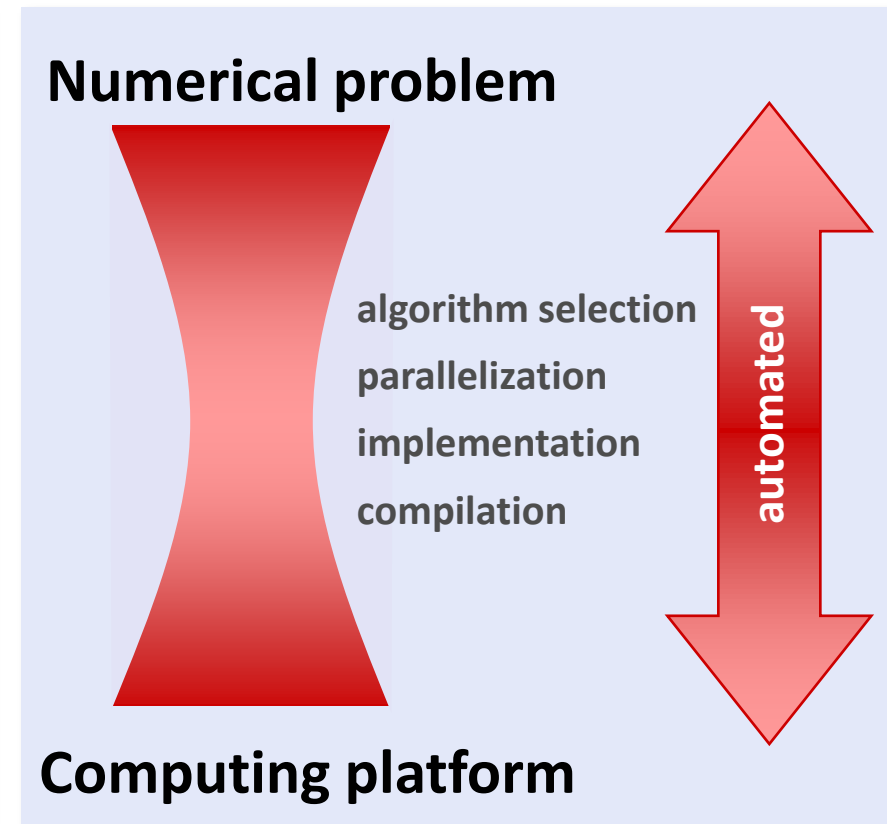 Numerical problem
algorithm selection
parallelization
implementation
compilation
automated
Computing platform